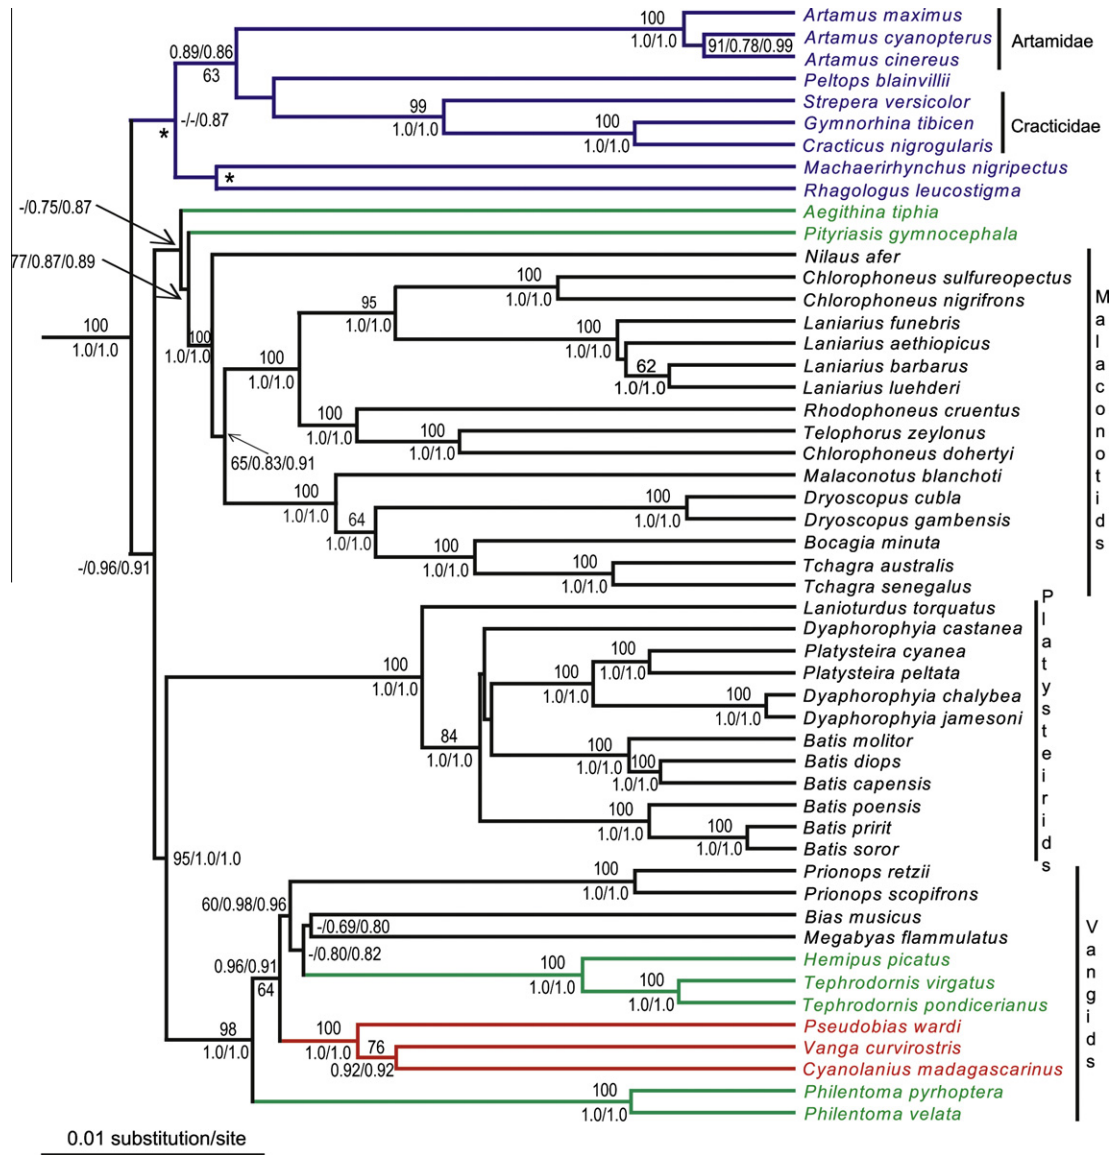 Artamus maximus
Artamus cyanopterus
Artamus cinereus
Artamidae
Peltops blainvillii
Strepera versicolor
Gymnorhina tibicen
Cracticus nigrogularis
Cracticidae
Machaerirhynchus nigripectus
Rhagologus leucostigma
Aegithina tiphia
Pityriasis gymnocephala
Nilaus afer
Chlorophoneus sulfureopectus
Chlorophoneus nigrifrons
Laniarius funebris
Laniarius aethiopicus
Laniarius barbarus
Laniarius luehderi
Rhodophoneus cruentus
Telophorus zeylonus
Chlorophoneus dohertyi
Malaconotus blanchoti
Dryoscopus cubla
Dryoscopus gambensis
Bocagia minuta
Tchagra australis
Tchagra senegalus
Malaconotids
Lanioturdus torquatus
Dyaphorophyia castanea
Platysteira cyanea
Platysteira peltata
Dyaphorophyia chalybea
Dyaphorophyia jamesoni
Batis molitor
Batis diops
Batis capensis
Batis poensis
Batis pririt
Batis soror
Platysteirids
Prionops retzii
Prionops scopifrons
Bias musicus
Megabyas flammulatus
Hemipus picatus
Tephrodornis virgatus
Tephrodornis pondicerianus
Pseudobias wardi
Vanga curvirostris
Cyanolanius madagascarinus
Philentoma pyrhoptera
Philentoma velata
Vangids
100
1.0/1.0
91/0.78/0.99
0.89/0.86
63
-/-/0.87
*
99
1.0/1.0
100
1.0/1.0
*
-/0.75/0.87
77/0.87/0.89
100
1.0/1.0
100
1.0/1.0
95
1.0/1.0
100
1.0/1.0
100
1.0/1.0
100
1.0/1.0
62
1.0/1.0
100
1.0/1.0
100
1.0/1.0
65/0.83/0.91
100
1.0/1.0
64
1.0/1.0
100
1.0/1.0
100
1.0/1.0
100
1.0/1.0
-/0.96/0.91
100
1.0/1.0
84
1.0/1.0
100
1.0/1.0
100
1.0/1.0
100
1.0/1.0
100
1.0/1.0
100
1.0/1.0
100
1.0/1.0
100
1.0/1.0
95/1.0/1.0
100
1.0/1.0
60/0.98/0.96
-/0.69/0.80
-/0.80/0.82
0.96/0.91
64
100
1.0/1.0
100
1.0/1.0
98
1.0/1.0
100
1.0/1.0
76
0.92/0.92
100
1.0/1.0
0.01 substitution/site